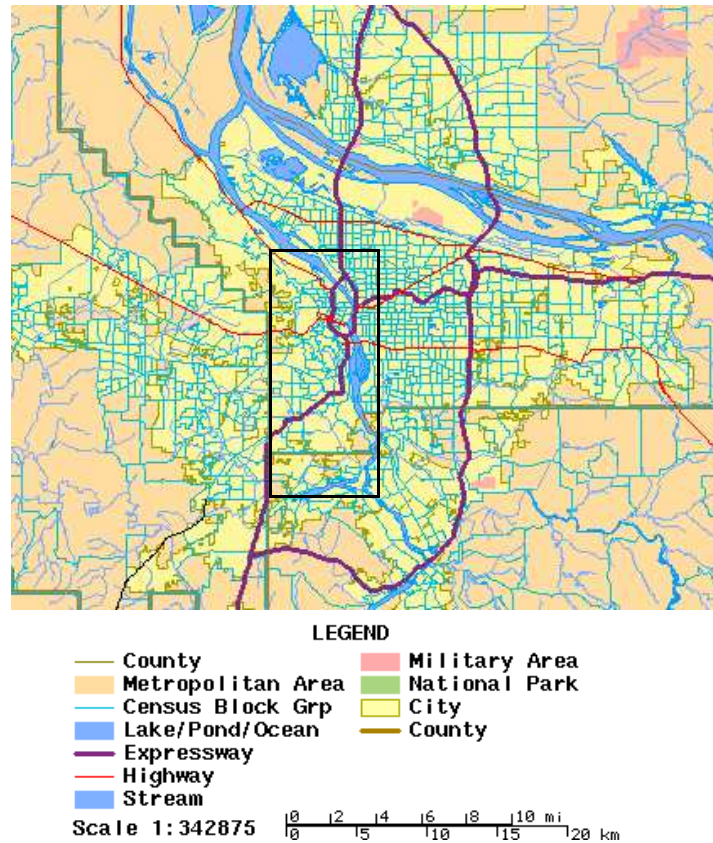 LEGEND
County Military Area
Metropolitan Area National Park
Census Block Grp City
Lake/Pond/Ocean County
Expressway
Highway
Stream
Scale 1:342875 0 2 4 6 8 10 mi
0 5 10 15 20 km